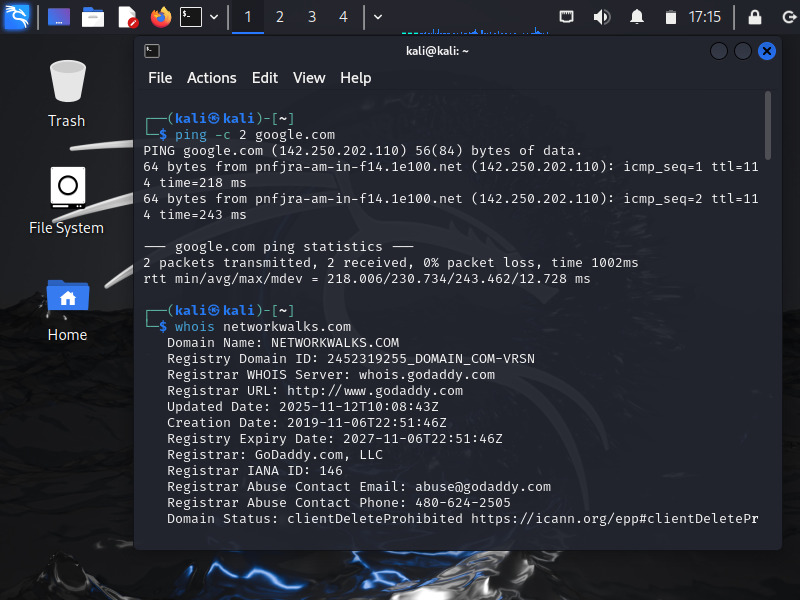 1 2 3 4 17:15
kali@kali: ~
File Actions Edit View Help
Trash
File System
Home
┌──(kali㉿kali)-[~]
└─$ ping -c 2 google.com
PING google.com (142.250.202.110) 56(84) bytes of data.
64 bytes from pnfjra-am-in-f14.1e100.net (142.250.202.110): icmp_seq=1 ttl=11
4 time=218 ms
64 bytes from pnfjra-am-in-f14.1e100.net (142.250.202.110): icmp_seq=2 ttl=11
4 time=243 ms
--- google.com ping statistics ---
2 packets transmitted, 2 received, 0% packet loss, time 1002ms
rtt min/avg/max/mdev = 218.006/230.734/243.462/12.728 ms
┌──(kali㉿kali)-[~]
└─$ whois networkwalks.com
Domain Name: NETWORKWALKS.COM
Registry Domain ID: 2452319255_DOMAIN_COM-VRSN
Registrar WHOIS Server: whois.godaddy.com
Registrar URL: http://www.godaddy.com
Updated Date: 2025-11-12T10:08:43Z
Creation Date: 2019-11-06T22:51:46Z
Registry Expiry Date: 2027-11-06T22:51:46Z
Registrar: GoDaddy.com, LLC
Registrar IANA ID: 146
Registrar Abuse Contact Email: abuse@godaddy.com
Registrar Abuse Contact Phone: 480-624-2505
Domain Status: clientDeleteProhibited https://icann.org/epp#clientDeletePr